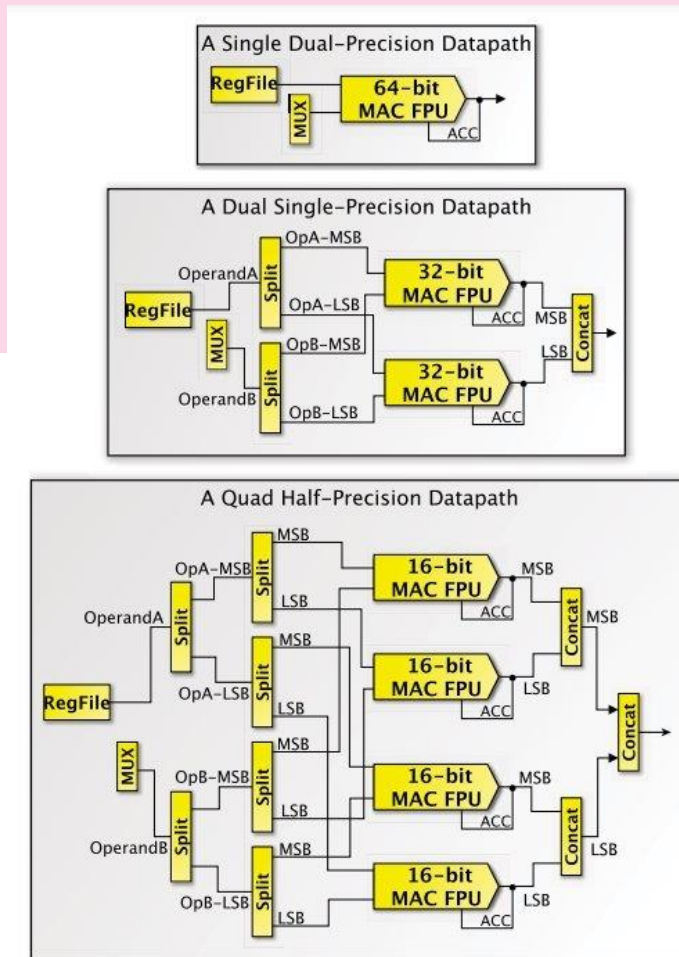 A Single Dual-Precision Datapath
RegFile
MUX
64-bit
MAC FPU
ACC
A Dual Single-Precision Datapath
OperandA
RegFile
MUX
OperandB
Split
Split
OpA-MSB
OpA-LSB
OpB-MSB
OpB-LSB
32-bit
MAC FPU
ACC
MSB
32-bit
MAC FPU
ACC
LSB
Concat
A Quad Half-Precision Datapath
OperandA
RegFile
MUX
OperandB
Split
Split
OpA-MSB
OpA-LSB
OpB-MSB
OpB-LSB
Split
Split
Split
Split
MSB
LSB
MSB
LSB
MSB
LSB
MSB
LSB
16-bit
MAC FPU
ACC
MSB
16-bit
MAC FPU
ACC
LSB
16-bit
MAC FPU
ACC
MSB
16-bit
MAC FPU
ACC
LSB
Concat
MSB
Concat
LSB
Concat